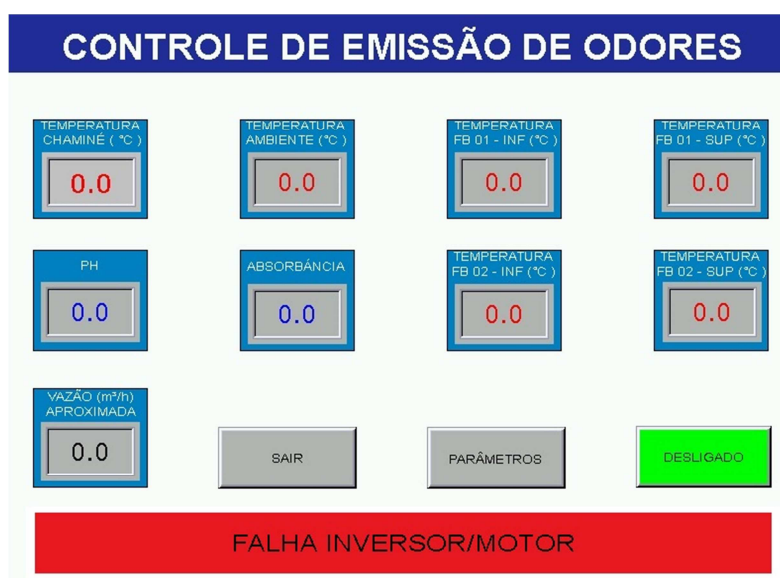 CONTROLE DE EMISSÃO DE ODORES
TEMPERATURA
CHAMINÉ ( °C )
0.0
TEMPERATURA
AMBIENTE (°C )
0.0
TEMPERATURA
FB 01 - INF (°C )
0.0
TEMPERATURA
FB 01 - SUP (°C )
0.0
PH
0.0
ABSORBÁNCIA
0.0
TEMPERATURA
FB 02 - INF (°C )
0.0
TEMPERATURA
FB 02 - SUP (°C )
0.0
VAZÃO (m³/h)
APROXIMADA
0.0
SAIR
PARÂMETROS
DESLIGADO
FALHA INVERSOR/MOTOR